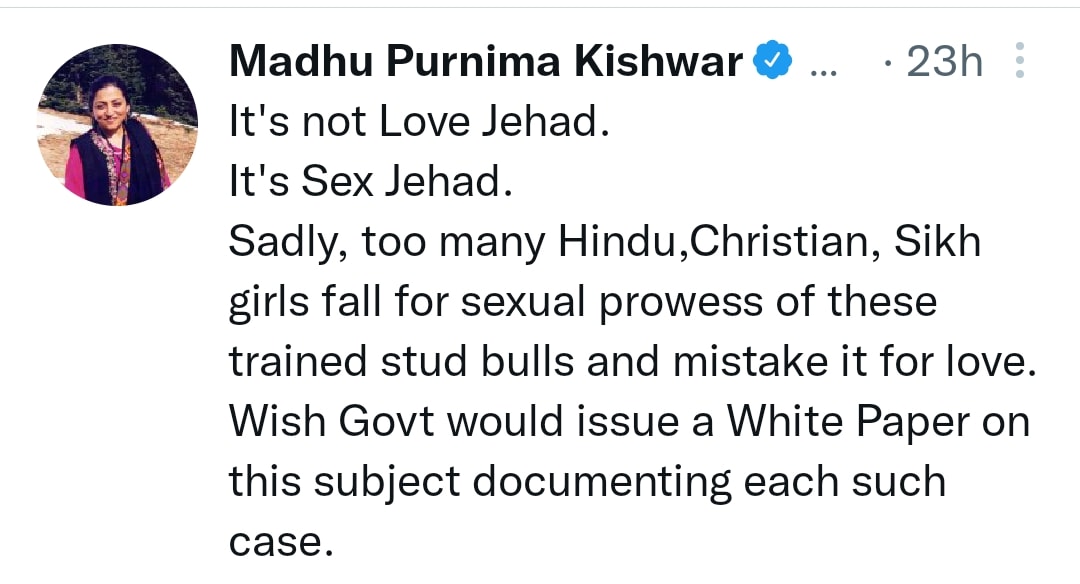 Madhu Purnima Kishwar ... · 23h
It's not Love Jehad.
It's Sex Jehad.
Sadly, too many Hindu,Christian, Sikh
girls fall for sexual prowess of these
trained stud bulls and mistake it for love.
Wish Govt would issue a White Paper on
this subject documenting each such
case.